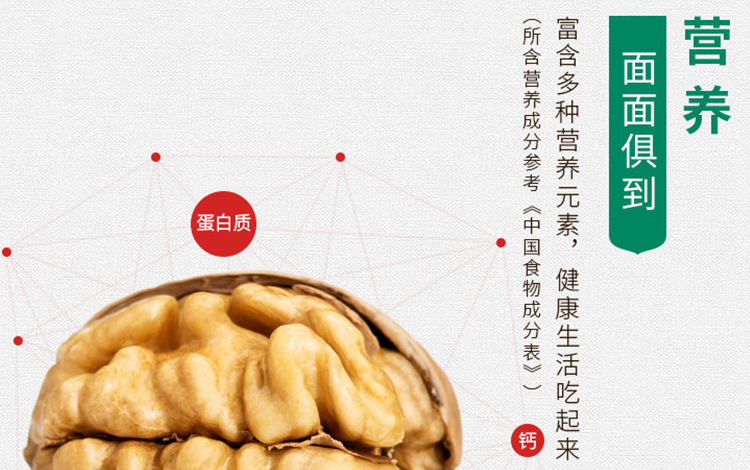 营养
面面俱到
富含多种营养元素，健康生活吃起来
（所含营养成分参考《中国食物成分表》）
蛋白质
钙